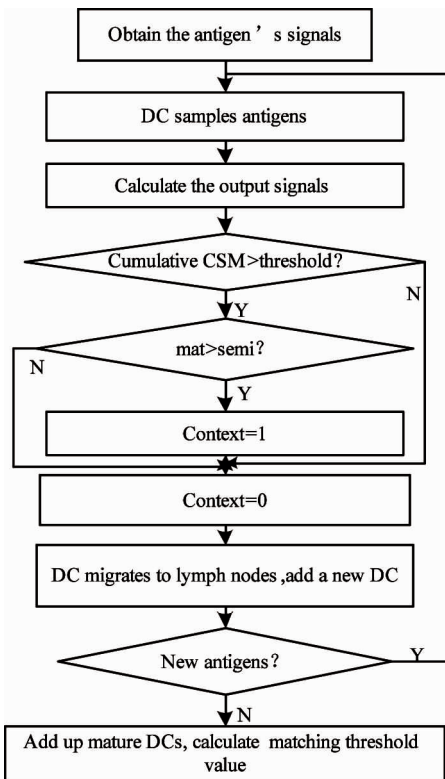 Obtain the antigen’s signals
DC samples antigens
Calculate the output signals
Cumulative CSM>threshold?
N
Y
mat>semi?
N
Y
Context=1
Context=0
DC migrates to lymph nodes ,add a new DC
New antigens?
Y
N
Add up mature DCs, calculate matching threshold
value